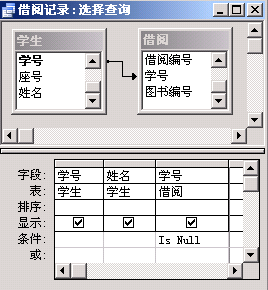 借阅记录:选择查询
学生
学号
座号
姓名
借阅
借阅编号
学号
图书编号
字段: 学号 姓名 学号
表: 学生 学生 借阅
排序:
显示:
条件: Is Null
或: